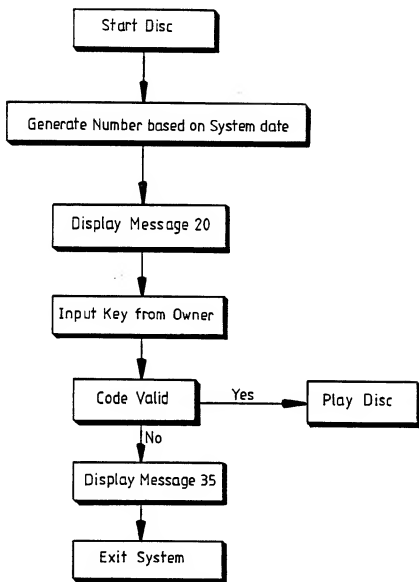 Start Disc
Generate Number based on System date
Display Message 20
Input Key from Owner
Code Valid
Yes
Play Disc
No
Display Message 35
Exit System